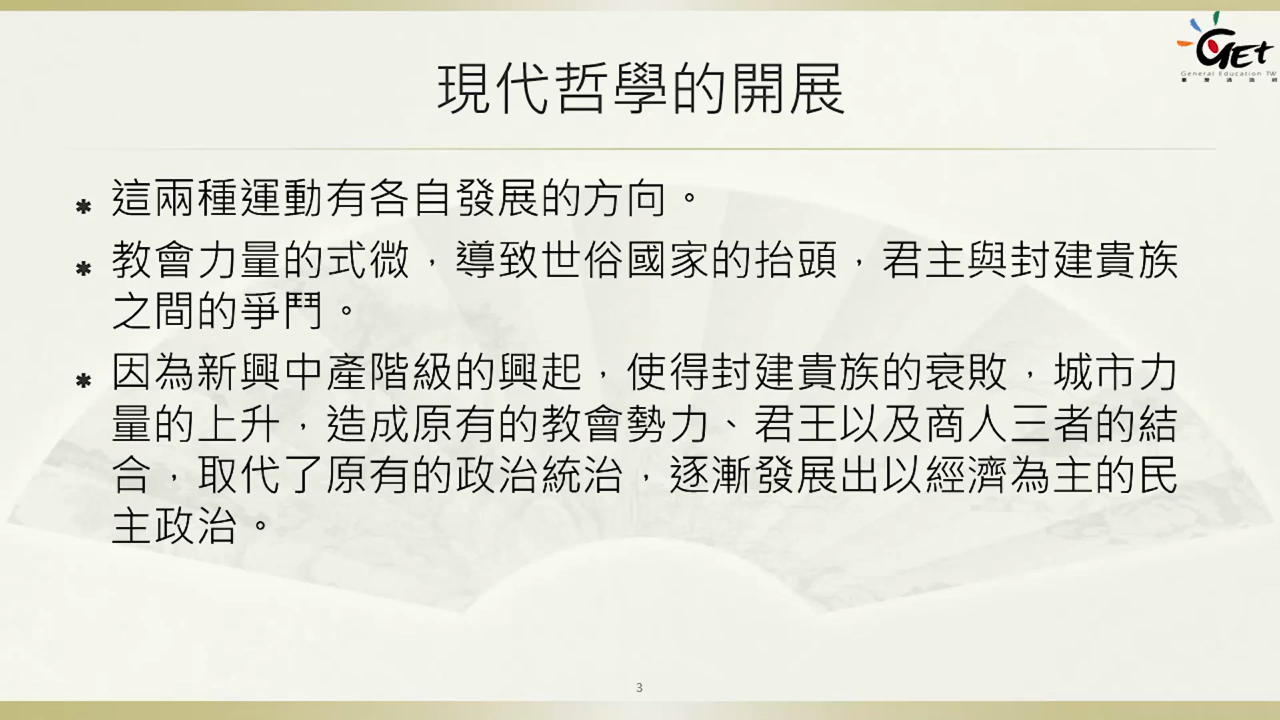 GEt
General Education TW
現代哲學的開展
* 這兩種運動有各自發展的方向。
* 教會力量的式微，導致世俗國家的抬頭，君主與封建貴族
之間的爭鬥。
* 因為新興中產階級的興起，使得封建貴族的衰敗，城市力
量的上升，造成原有的教會勢力、君王以及商人三者的結
合，取代了原有的政治統治，逐漸發展出以經濟為主的民
主政治。
3